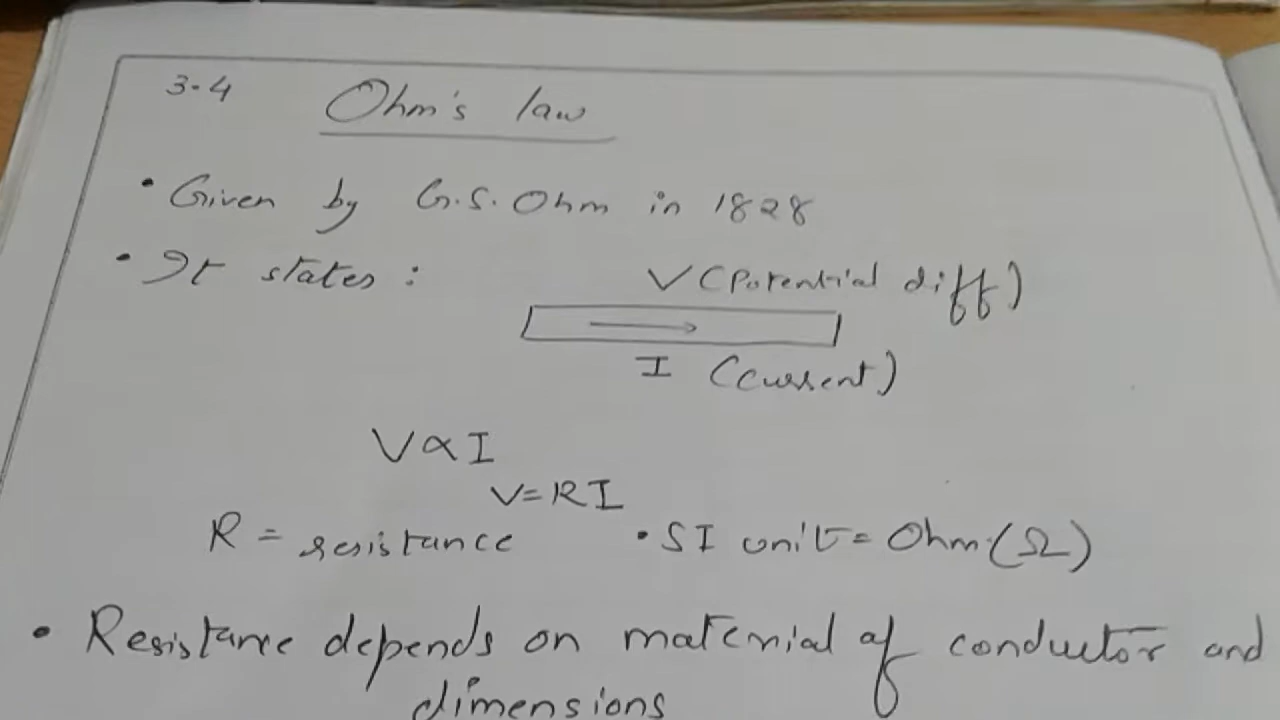 3.4 Ohm's law
• Given by G.S. Ohm in 1828
• It states :
V (Potential diff)
I (current)
V ∝ I
V = RI
R = resistance • SI unit = Ohm (Ω)
• Resistance depends on material of conductor and
dimensions